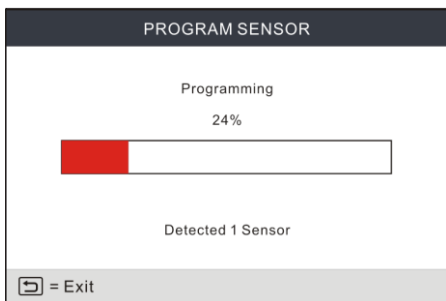 PROGRAM SENSOR
Programming
24%
Detected 1 Sensor
= Exit